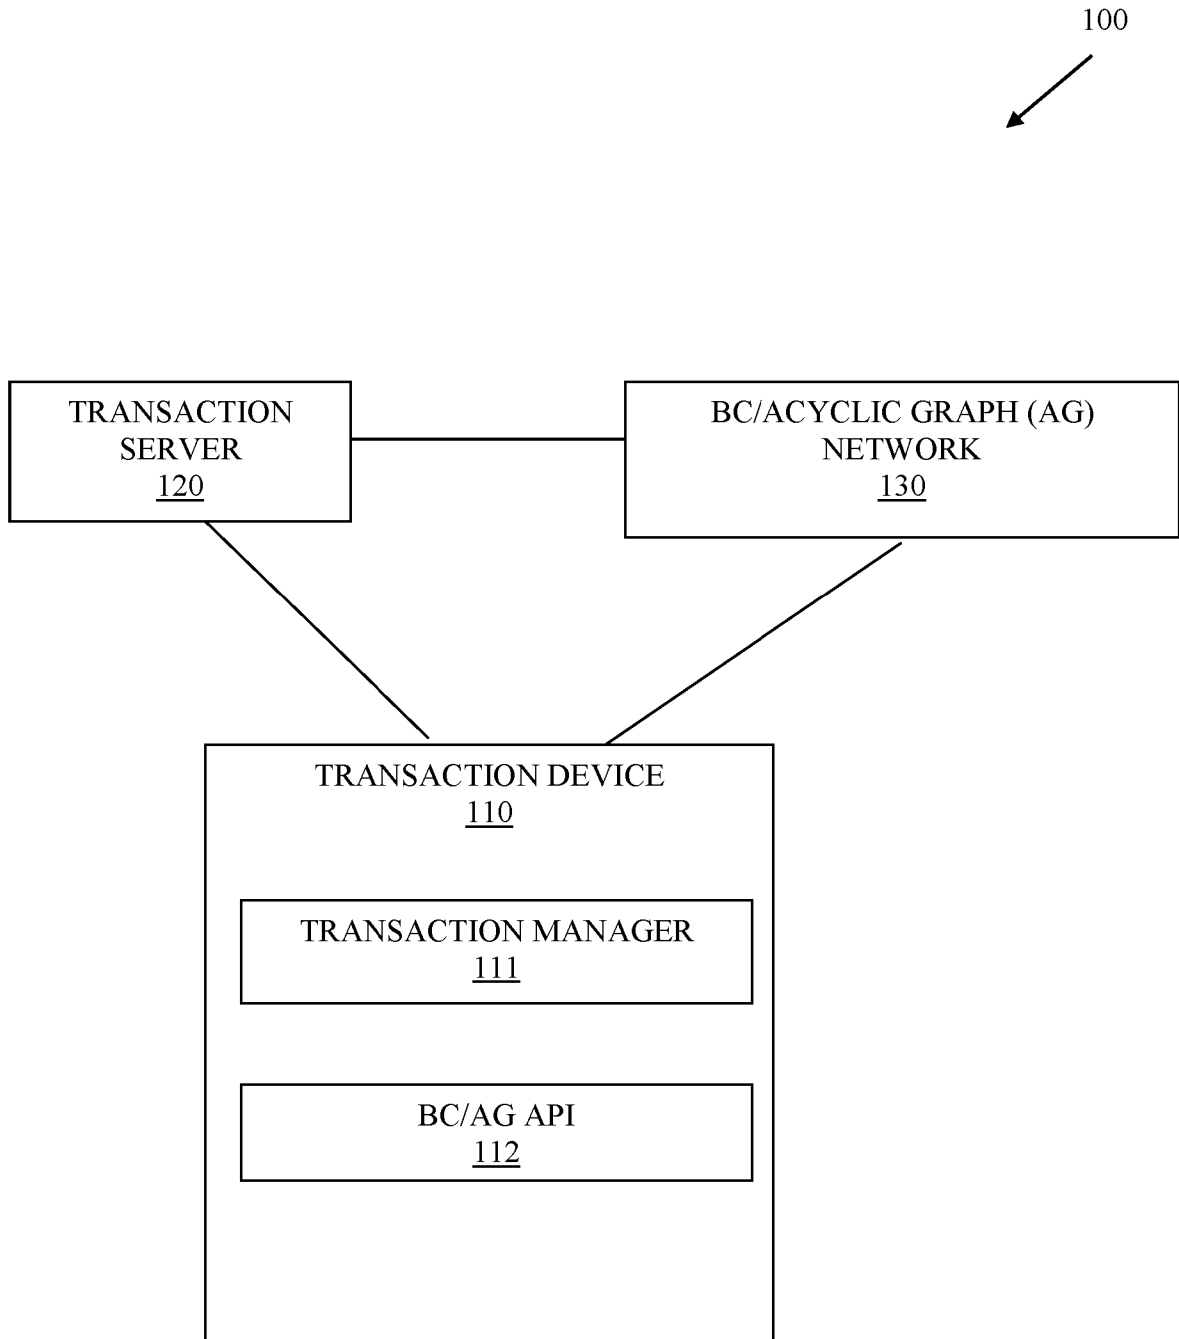 100
TRANSACTION
SERVER
120
BC/ACYCLIC GRAPH (AG)
NETWORK
130
TRANSACTION DEVICE
110
TRANSACTION MANAGER
111
BC/AG API
112